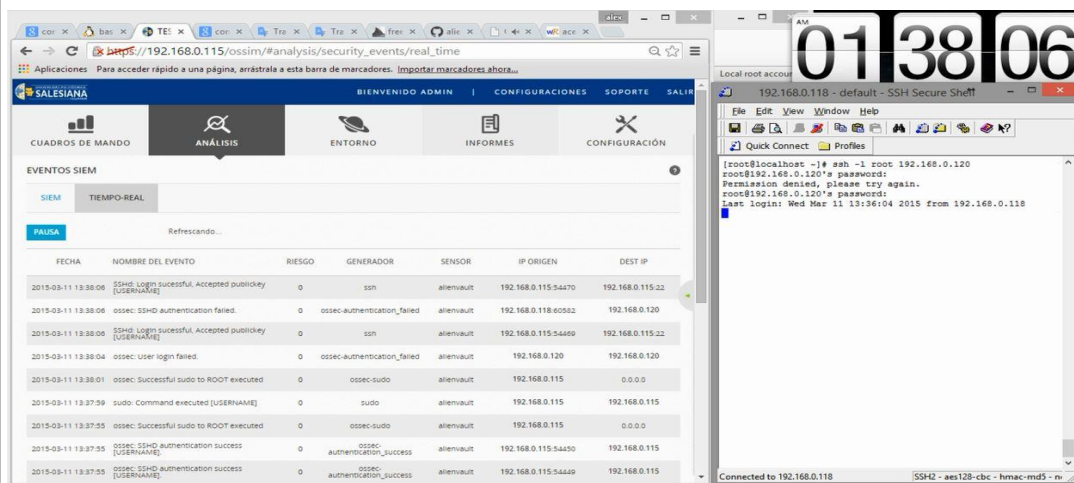 alex
cor
bas
TES
cor
Tra
Tra
free
alie
wR ace
https://192.168.0.115/ossim/#analysis/security_events/real_time
Aplicaciones Para acceder rápido a una página, arrástrala a esta barra de marcadores. Importar marcadores ahora...
SALESIANA
BIENVENIDO ADMIN | CONFIGURACIONES SOPORTE SALIR
CUADROS DE MANDO ANÁLISIS ENTORNO INFORMES CONFIGURACIÓN
EVENTOS SIEM
SIEM TIEMPO-REAL
PAUSA Refrescando...
FECHA NOMBRE DEL EVENTO RIESGO GENERADOR SENSOR IP ORIGEN DEST IP
2015-03-11 13:38:06 SSHd: Login sucessful, Accepted publickey [USERNAME] 0 ssh alienvault 192.168.0.115:54470 192.168.0.115:22
2015-03-11 13:38:06 ossec: SSHD authentication failed. 0 ossec-authentication_failed alienvault 192.168.0.118:60582 192.168.0.120
2015-03-11 13:38:06 SSHd: Login sucessful, Accepted publickey [USERNAME] 0 ssh alienvault 192.168.0.115:54469 192.168.0.115:22
2015-03-11 13:38:04 ossec: User login failed. 0 ossec-authentication_failed alienvault 192.168.0.120 192.168.0.120
2015-03-11 13:38:01 ossec: Successful sudo to ROOT executed 0 ossec-sudo alienvault 192.168.0.115 0.0.0.0
2015-03-11 13:37:59 sudo: Command executed [USERNAME] 0 sudo alienvault 192.168.0.115 192.168.0.115
2015-03-11 13:37:55 ossec: Successful sudo to ROOT executed 0 ossec-sudo alienvault 192.168.0.115 0.0.0.0
2015-03-11 13:37:55 ossec: SSHD authentication success [USERNAME]. 0 ossec-authentication_success alienvault 192.168.0.115:54450 192.168.0.115
2015-03-11 13:37:55 ossec: SSHD authentication success [USERNAME]. 0 ossec-authentication_success alienvault 192.168.0.115:54449 192.168.0.115
AM
01 38 06
Local root accour
192.168.0.118 - default - SSH Secure Shell
File Edit View Window Help
Quick Connect Profiles
[root@localhost ~]# ssh -l root 192.168.0.120
root@192.168.0.120's password:
Permission denied, please try again.
root@192.168.0.120's password:
Last login: Wed Mar 11 13:36:04 2015 from 192.168.0.118
Connected to 192.168.0.118 SSH2 - aes128-cbc - hmac-md5 - n